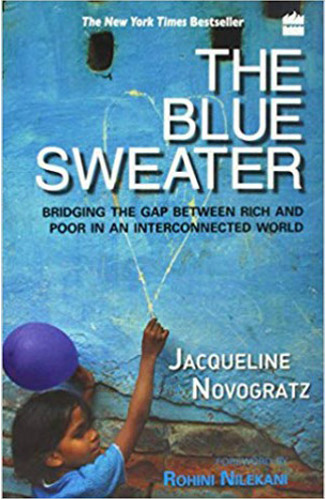 The New York Times Bestseller
THE
BLUE
SWEATER
BRIDGING THE GAP BETWEEN RICH AND
POOR IN AN INTERCONNECTED WORLD
JACQUELINE
NOVOGRATZ
FOREWORD BY
ROHINI NILEKANI